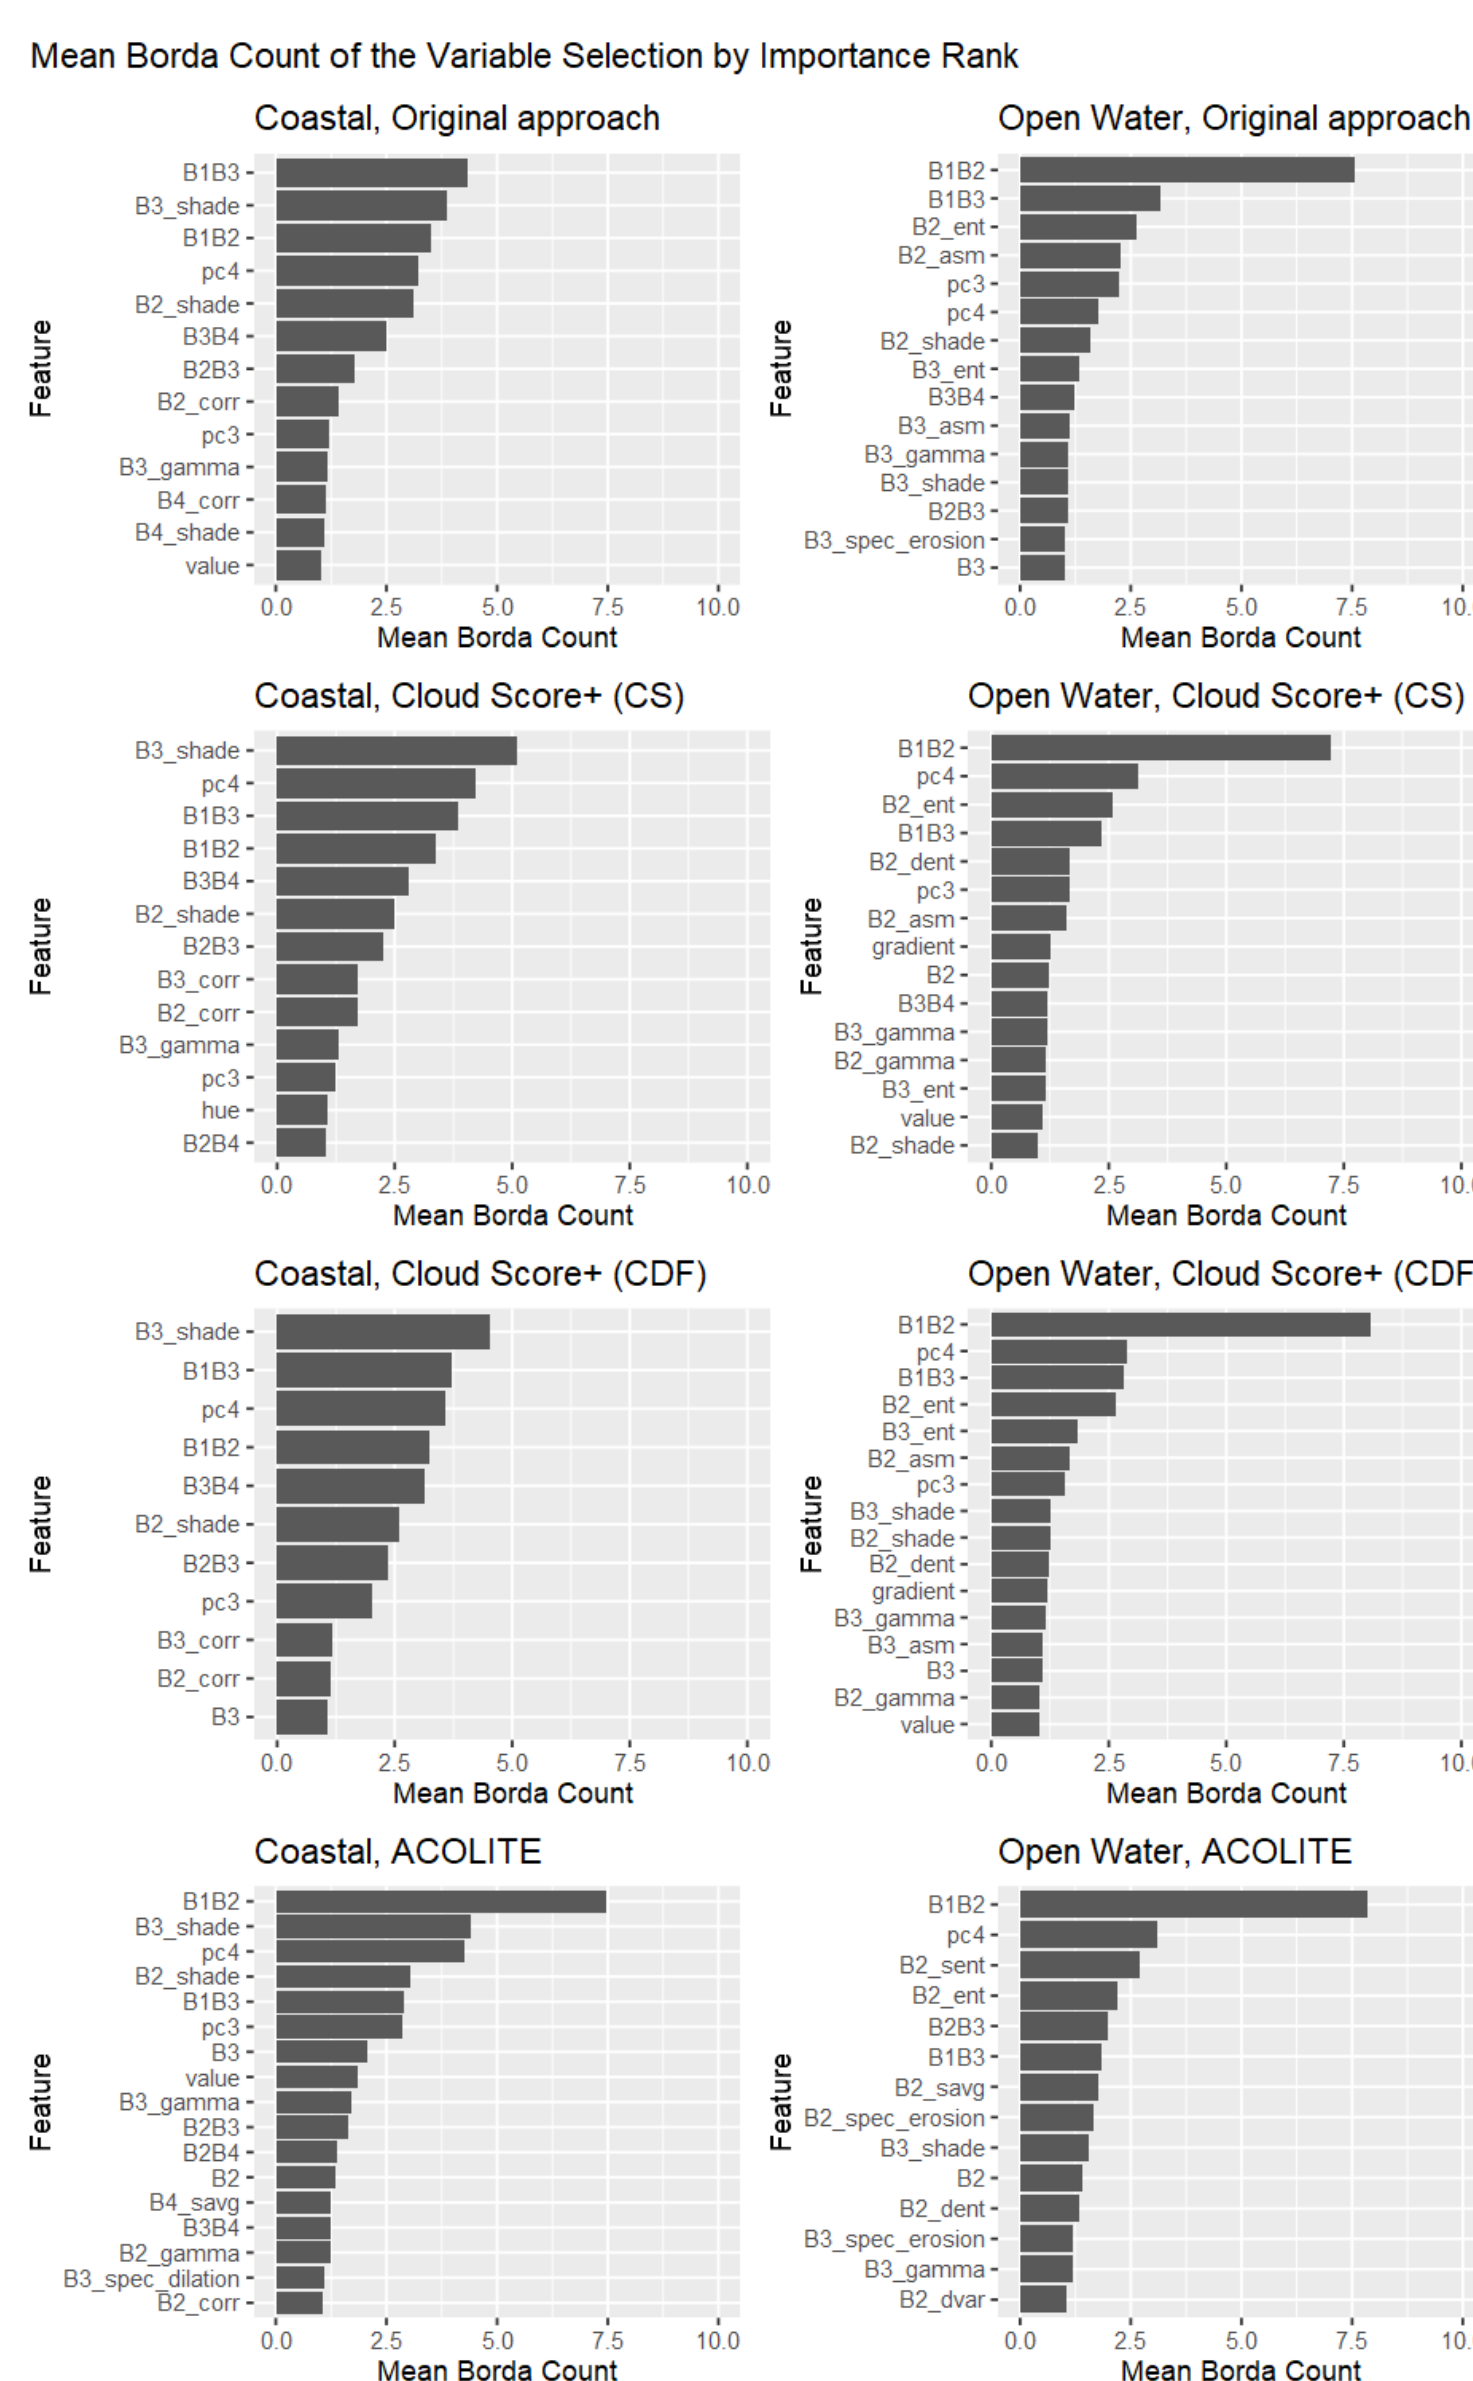 Mean Borda Count of the Variable Selection by Importance Rank
Coastal, Original approach
Feature
B1B3
B3_shade
B1B2
pc4
B2_shade
B3B4
B2B3
B2_corr
pc3
B3_gamma
B4_corr
B4_shade
value
0.0 2.5 5.0 7.5 10.0
Mean Borda Count
Open Water, Original approach
Feature
B1B2
B1B3
B2_ent
B2_asm
pc3
pc4
B2_shade
B3_ent
B3B4
B3_asm
B3_gamma
B3_shade
B2B3
B3_spec_erosion
B3
0.0 2.5 5.0 7.5 10.
Mean Borda Count
Coastal, Cloud Score+ (CS)
Feature
B3_shade
pc4
B1B3
B1B2
B3B4
B2_shade
B2B3
B3_corr
B2_corr
B3_gamma
pc3
hue
B2B4
0.0 2.5 5.0 7.5 10.0
Mean Borda Count
Open Water, Cloud Score+ (CS)
Feature
B1B2
pc4
B2_ent
B1B3
B2_dent
pc3
B2_asm
gradient
B2
B3B4
B3_gamma
B2_gamma
B3_ent
value
B2_shade
0.0 2.5 5.0 7.5 10.
Mean Borda Count
Coastal, Cloud Score+ (CDF)
Feature
B3_shade
B1B3
pc4
B1B2
B3B4
B2_shade
B2B3
pc3
B3_corr
B2_corr
B3
0.0 2.5 5.0 7.5 10.0
Mean Borda Count
Open Water, Cloud Score+ (CDF
Feature
B1B2
pc4
B1B3
B2_ent
B3_ent
B2_asm
pc3
B3_shade
B2_shade
B2_dent
gradient
B3_gamma
B3_asm
B3
B2_gamma
value
0.0 2.5 5.0 7.5 10.
Mean Borda Count
Coastal, ACOLITE
Feature
B1B2
B3_shade
pc4
B2_shade
B1B3
pc3
B3
value
B3_gamma
B2B3
B2B4
B2
B4_savg
B3B4
B2_gamma
B3_spec_dilation
B2_corr
0.0 2.5 5.0 7.5 10.0
Mean Borda Count
Open Water, ACOLITE
Feature
B1B2
pc4
B2_sent
B2_ent
B2B3
B1B3
B2_savg
B2_spec_erosion
B3_shade
B2
B2_dent
B3_spec_erosion
B3_gamma
B2_dvar
0.0 2.5 5.0 7.5 10.
Mean Borda Count